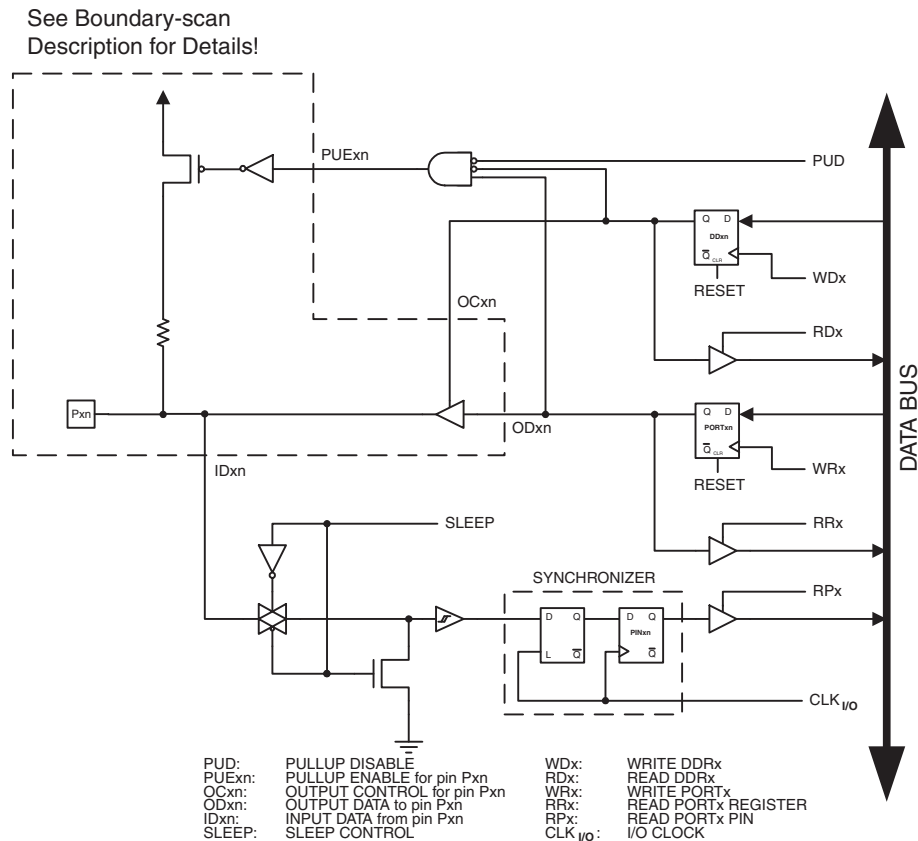 See Boundary-scan
Description for Details!
PUExn
PUD
Q D
DDxn
Q CLR
WDx
RESET
OCxn
RDx
Pxn
ODxn
Q D
PORTxn
Q CLR
WRx
RESET
IDxn
DATA BUS
SLEEP
RRx
SYNCHRONIZER
RPx
D Q
L Q
D Q
PINxn
Q
CLK I/O
PUD: PULLUP DISABLE
PUExn: PULLUP ENABLE for pin Pxn
OCxn: OUTPUT CONTROL for pin Pxn
ODxn: OUTPUT DATA to pin Pxn
IDxn: INPUT DATA from pin Pxn
SLEEP: SLEEP CONTROL
WDx: WRITE DDRx
RDx: READ DDRx
WRx: WRITE PORTx
RRx: READ PORTx REGISTER
RPx: READ PORTx PIN
CLK I/O: I/O CLOCK